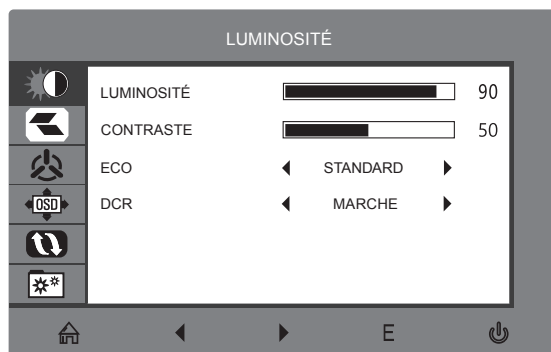 LUMINOSITÉ
LUMINOSITÉ 90
CONTRASTE 50
ECO STANDARD
OSD DCR MARCHE
E